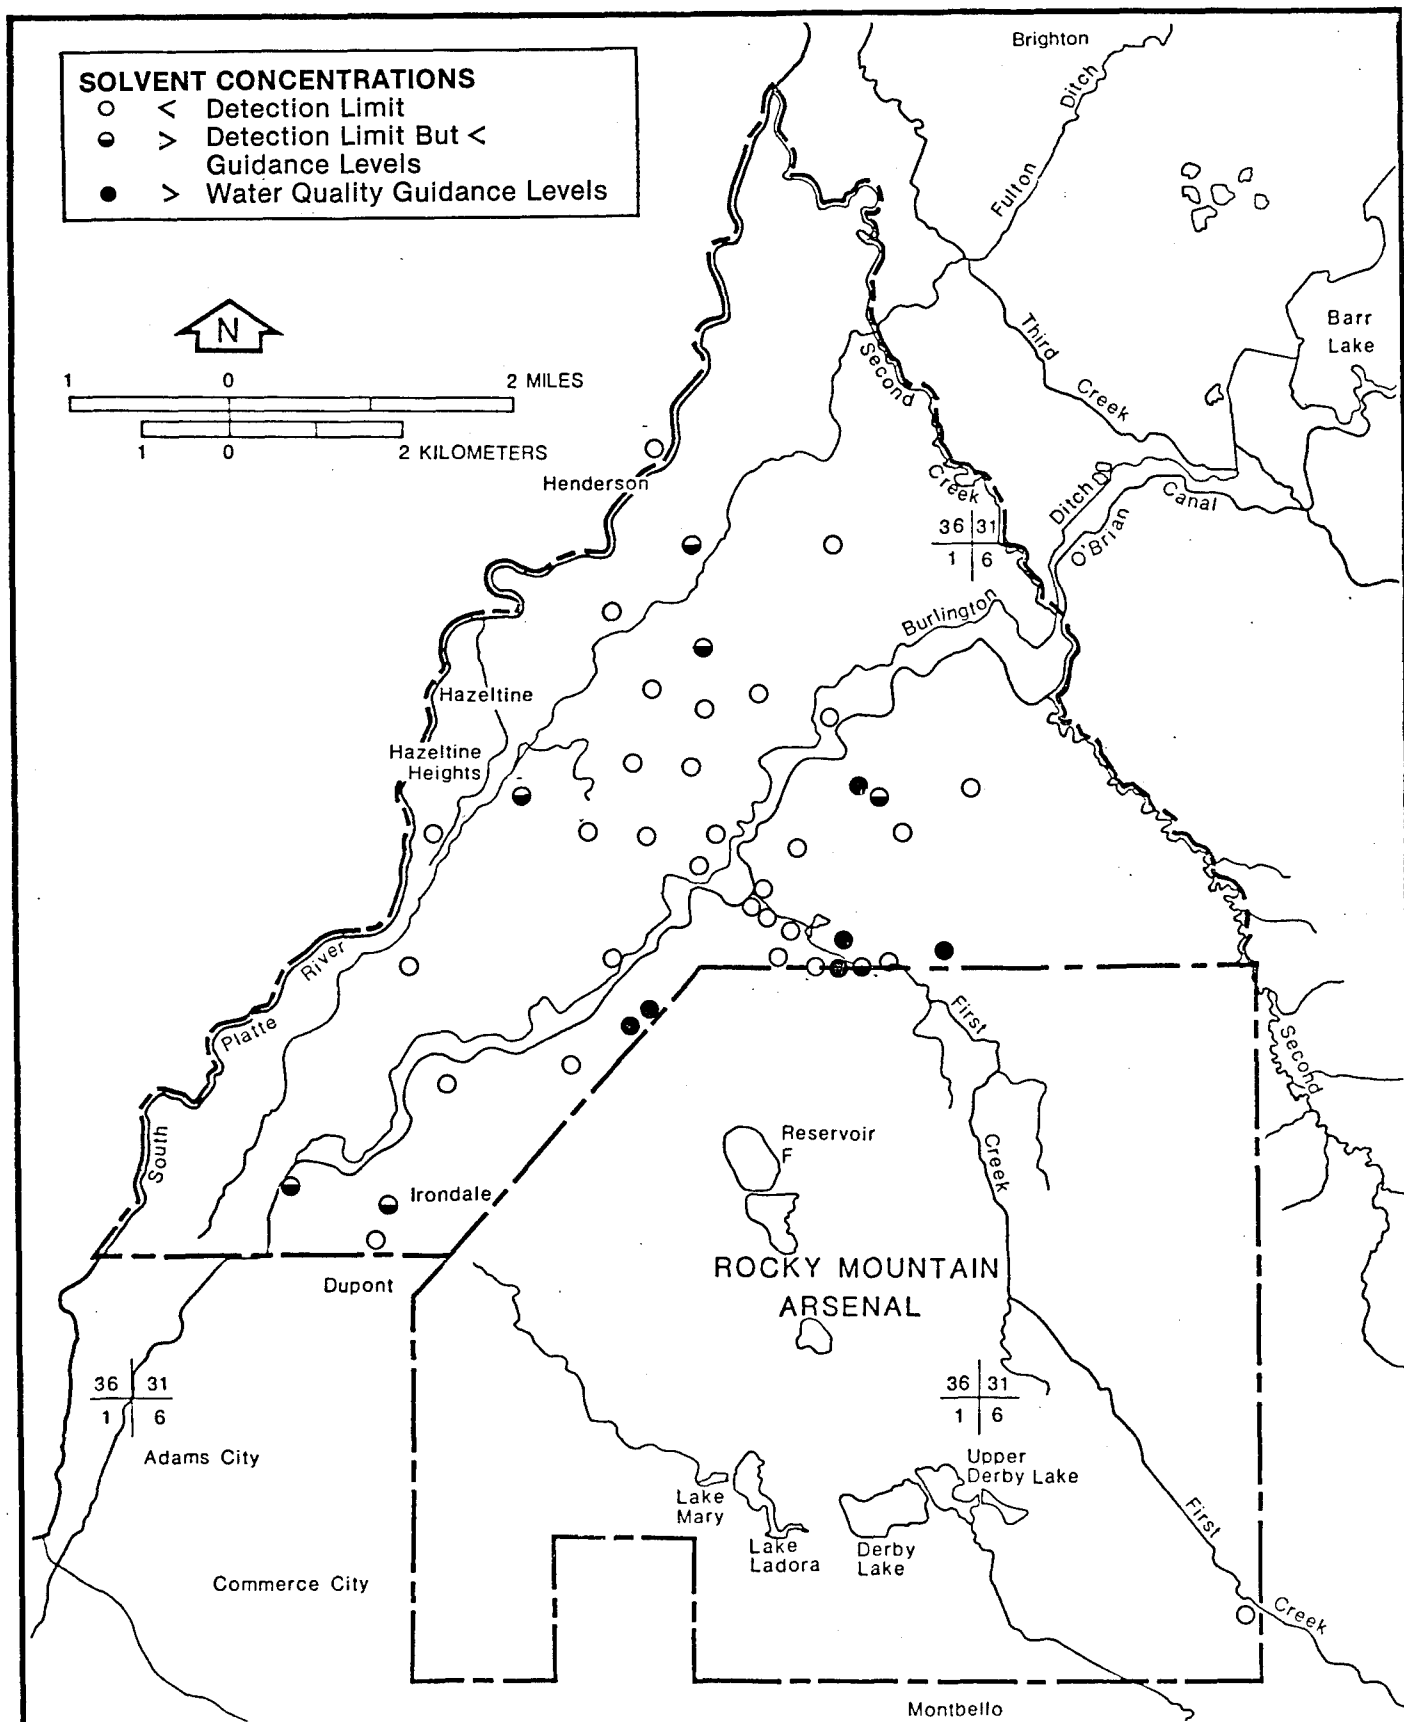 SOLVENT CONCENTRATIONS
< Detection Limit
> Detection Limit But <
Guidance Levels
> Water Quality Guidance Levels
N
1 0 2 MILES
1 0 2 KILOMETERS
Brighton
Fulton Ditch
Barr
Lake
Third Creek
Second Creek
Henderson
36 31
1 6
Ditch
O'Brian Canal
Burlington
Hazeltine
Hazeltine
Heights
South Platte River
First Creek
Second
Reservoir
F
Irondale
ROCKY MOUNTAIN
ARSENAL
Dupont
36 31
1 6
36 31
1 6
Adams City
Upper
Derby Lake
Lake
Mary
Lake
Ladora
Derby
Lake
First Creek
Commerce City
Montbello